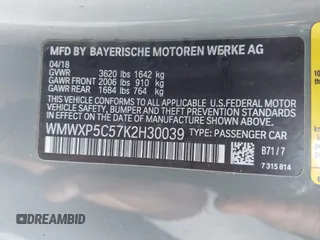 MFD BY BAYERISCHE MOTOREN WERKE AG
04/18
GVWR 3620 lbs 1642 kg
GAWR FRONT 2006 lbs 910 kg
GAWR REAR 1684 lbs 764 kg
THIS VEHICLE CONFORMS TO ALL APPLICABLE U.S. FEDERAL
MOTOR VEHICLE SAFETY, BUMPER, AND THEFT PREVENTION
STANDARDS IN EFFECT ON THE DATE OF MANUFACTURE SHOWN ABOVE.
WMWXP5C57K2H30039 TYPE: PASSENGER CAR
B71 / 7
7 315 814
DREAMBID